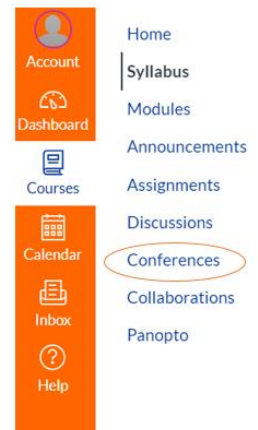 Account
Dashboard
Courses
Calendar
Inbox
Help
Home
Syllabus
Modules
Announcements
Assignments
Discussions
Conferences
Collaborations
Panopto